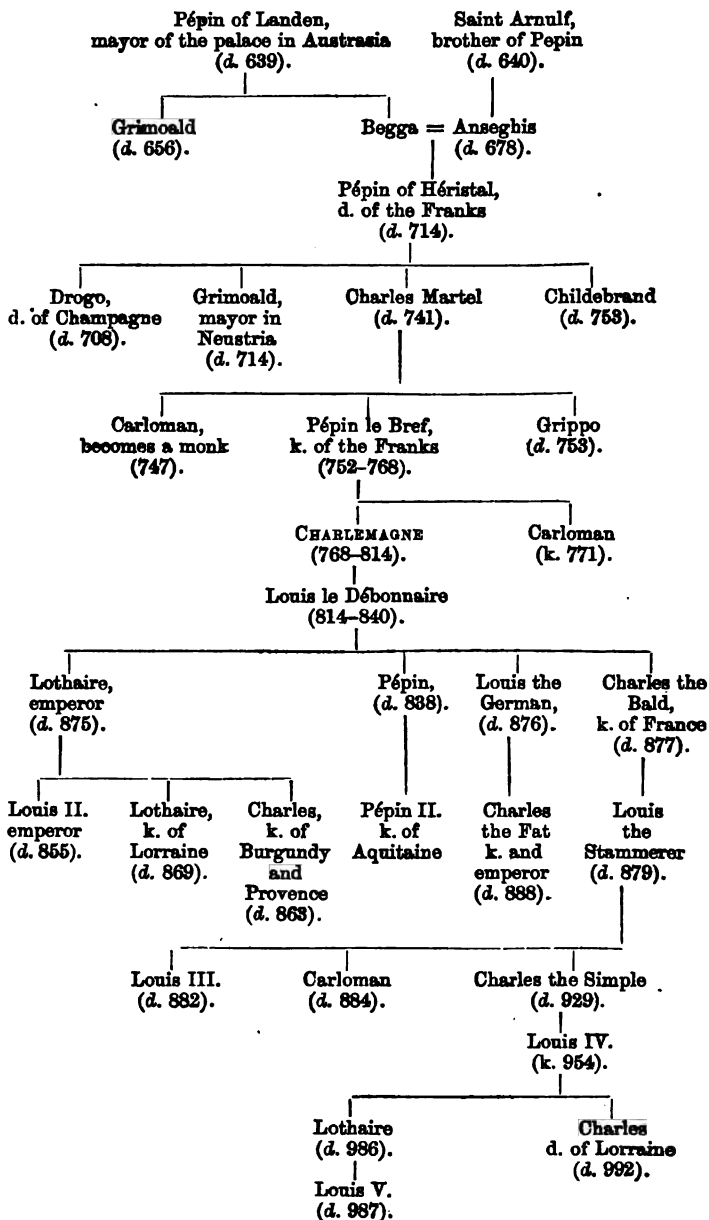 Pépin of Landen,
mayor of the palace in Austrasia
(d. 639).
Saint Arnulf,
brother of Pepin
(d. 640).
Grimoald
(d. 656).
Begga = Anseghis
(d. 678).
Pépin of Héristal,
d. of the Franks
(d. 714).
Drogo,
d. of Champagne
(d. 708).
Grimoald,
mayor in
Neustria
(d. 714).
Charles Martel
(d. 741).
Childebrand
(d. 753).
Carloman,
becomes a monk
(747).
Pépin le Bref,
k. of the Franks
(752–768).
Grippo
(d. 753).
CHARLEMAGNE
(768–814).
Carloman
(k. 771).
Louis le Débonnaire
(814–840).
Lothaire,
emperor
(d. 875).
Pépin,
(d. 838).
Louis the
German,
(d. 876).
Charles the
Bald,
k. of France
(d. 877).
Louis II.
emperor
(d. 855).
Lothaire,
k. of
Lorraine
(d. 869).
Charles,
k. of
Burgundy
and
Provence
(d. 863).
Pépin II.
k. of
Aquitaine
Charles
the Fat
k. and
emperor
(d. 888).
Louis
the
Stammerer
(d. 879).
Louis III.
(d. 882).
Carloman
(d. 884).
Charles the Simple
(d. 929).
Louis IV.
(k. 954).
Lothaire
(d. 986).
Charles
d. of Lorraine
(d. 992).
Louis V.
(d. 987).